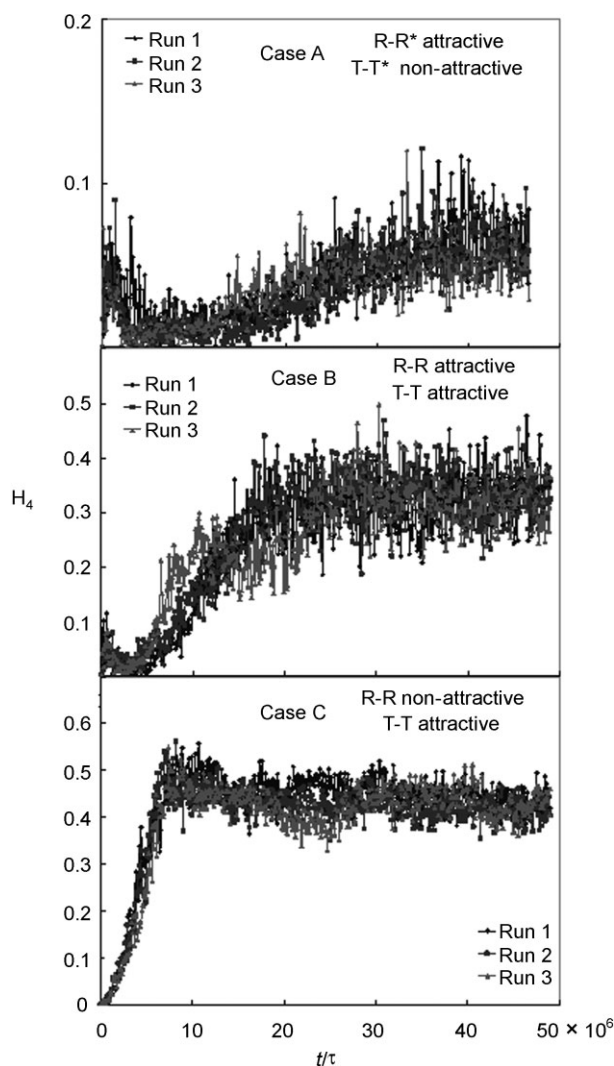 0.2
Run 1
Run 2
Run 3
Case A
R-R* attractive
T-T* non-attractive
0.1
Run 1
Run 2
Run 3
Case B
R-R attractive
T-T attractive
0.5
0.4
0.3
0.2
0.1
H₄
Case C
R-R non-attractive
T-T attractive
0.6
0.5
0.4
0.3
0.2
0.1
0
Run 1
Run 2
Run 3
0 10 20 30 40 50 × 10⁶
t/τ